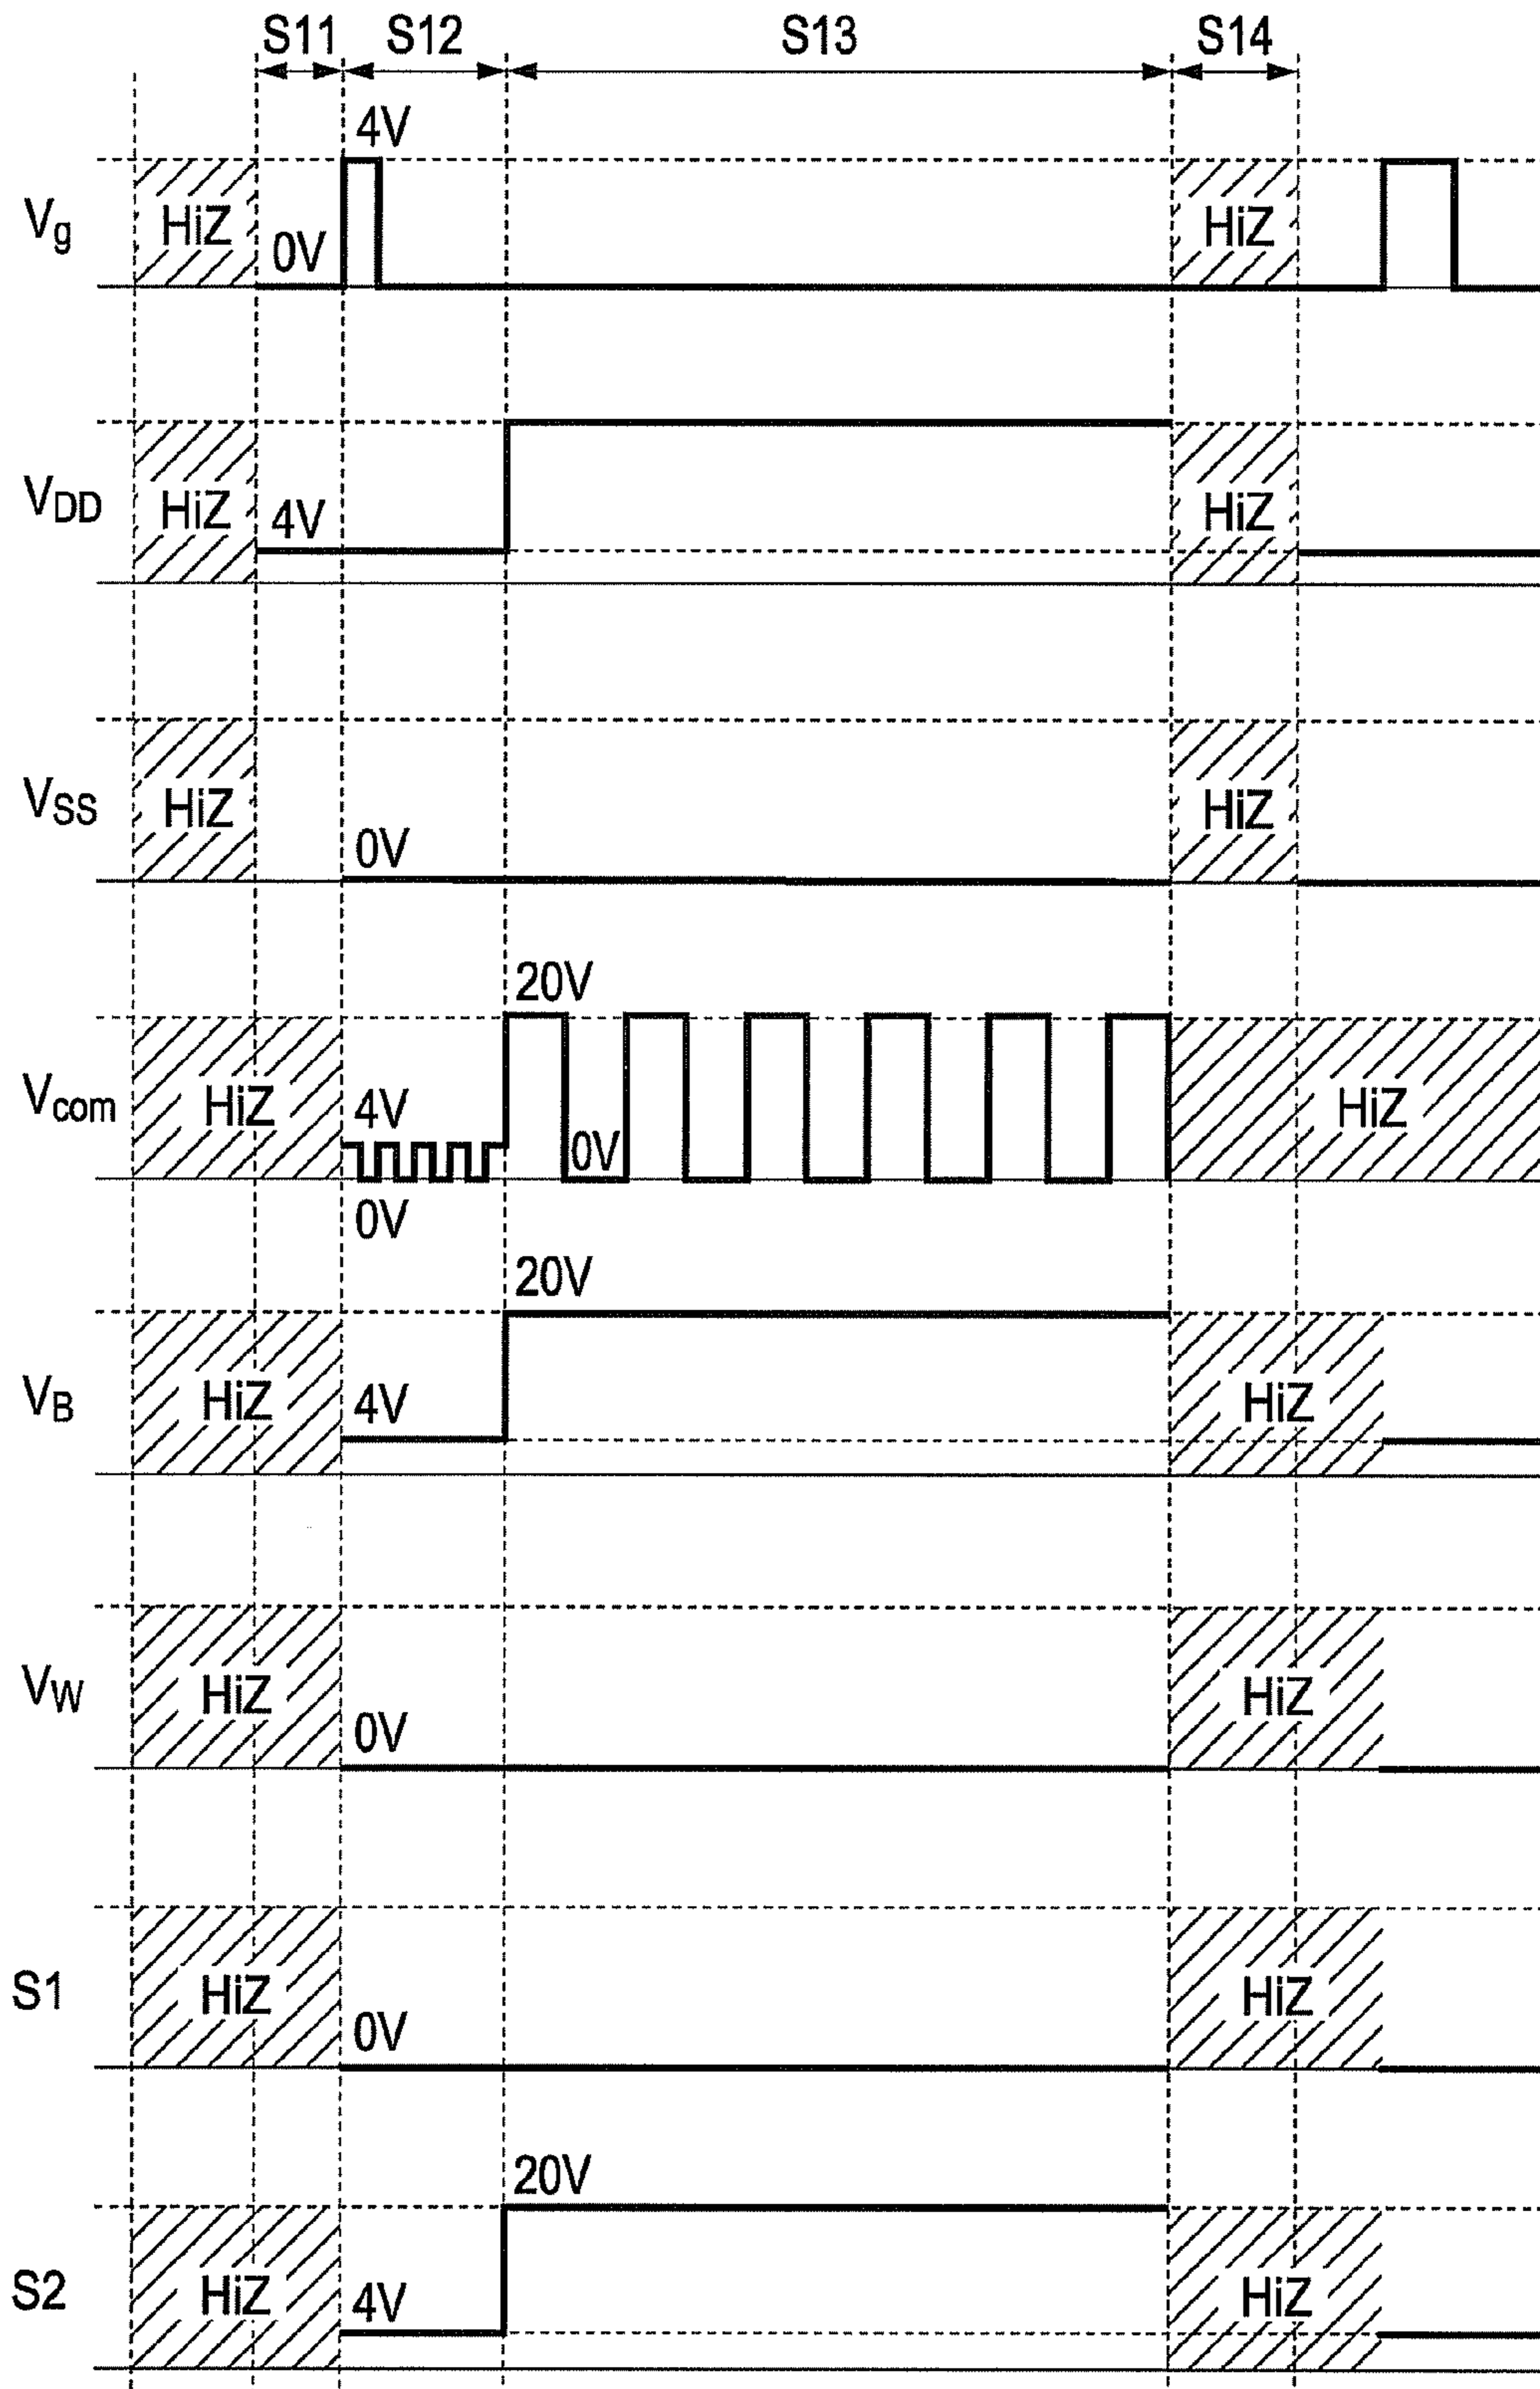 S11 S12 S13 S14
4V
Vg HiZ 0V HiZ
VDD HiZ 4V HiZ
VSS HiZ 0V HiZ
20V
Vcom HiZ 4V 0V HiZ
0V
20V
VB HiZ 4V HiZ
VW HiZ 0V HiZ
S1 HiZ 0V HiZ
20V
S2 HiZ 4V HiZ